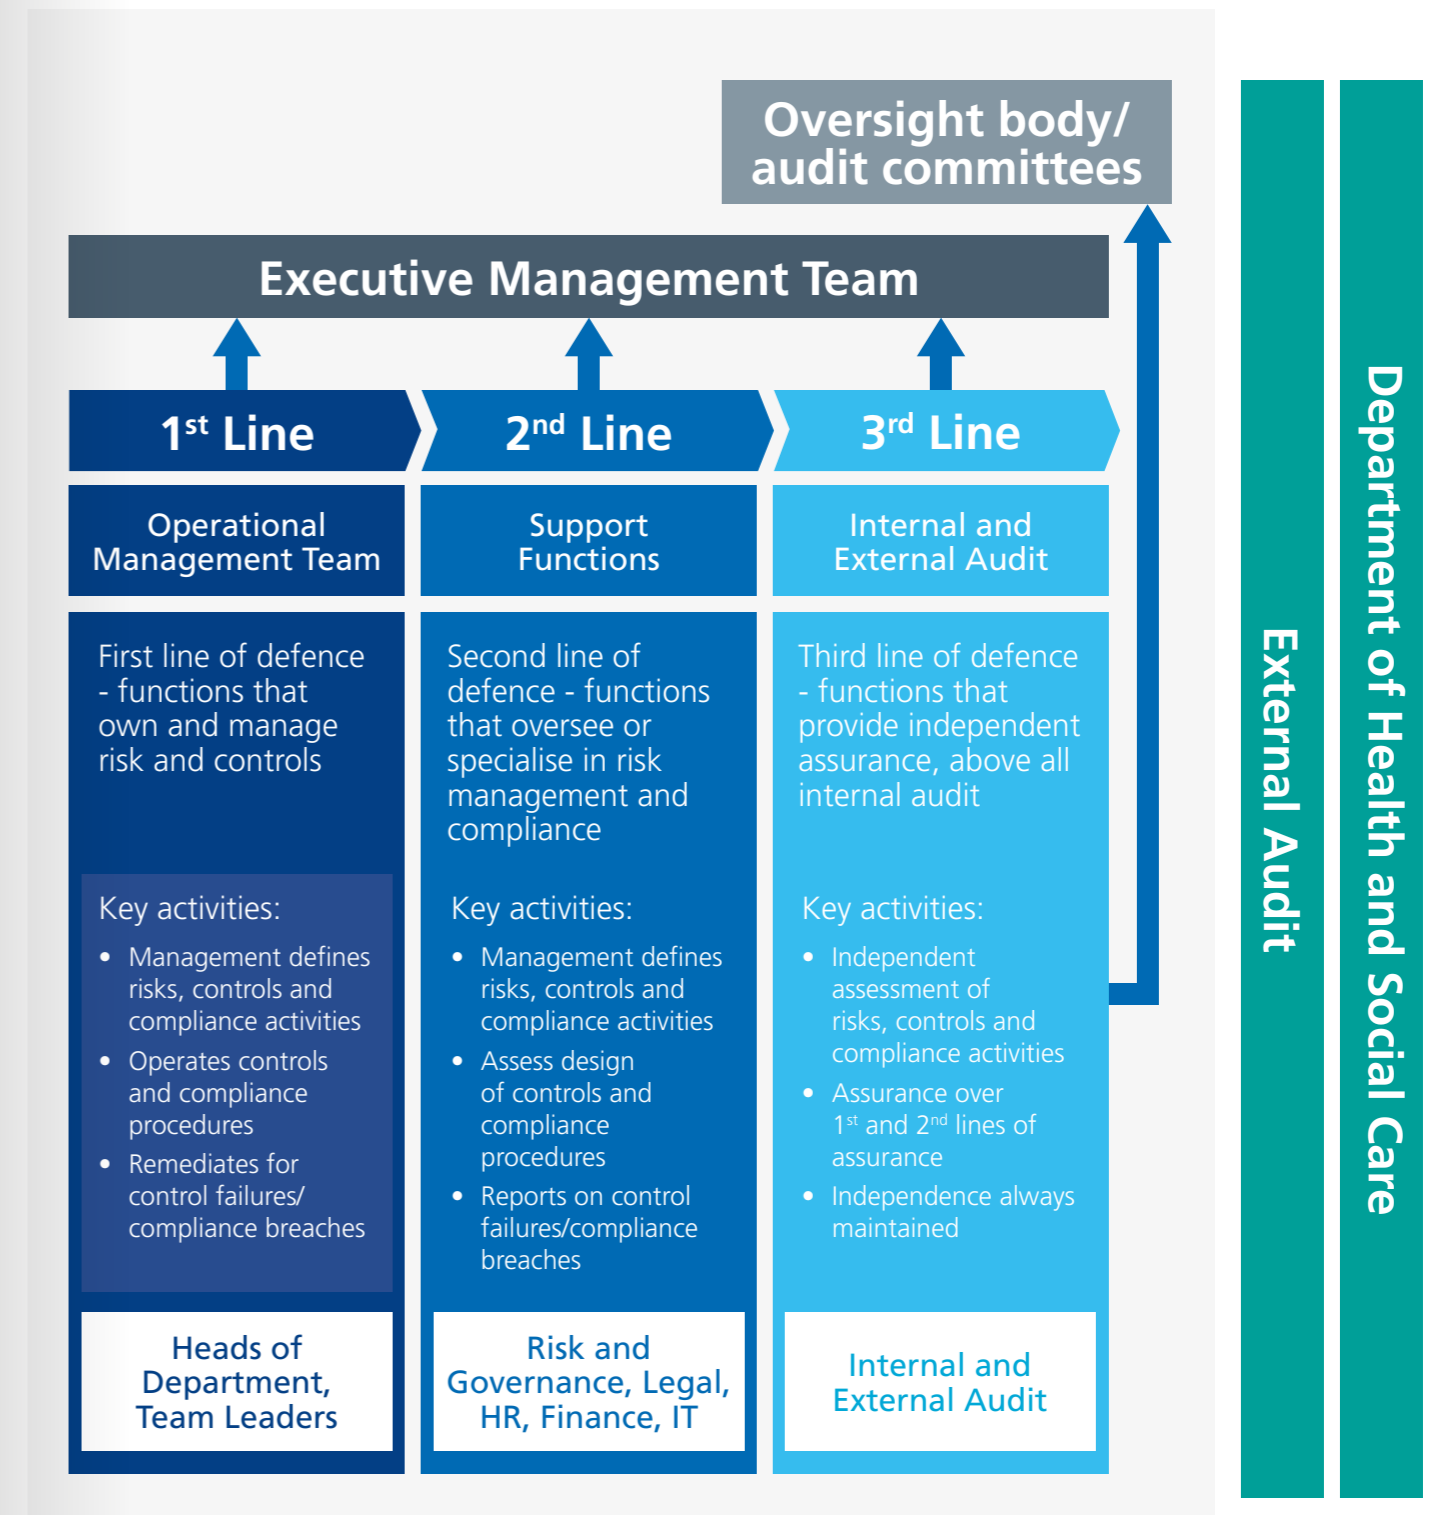 Oversight body/
audit committees
Executive Management Team
1st Line
2nd Line
3rd Line
Operational
Management Team
Support
Functions
Internal and
External Audit
First line of defence
- functions that
own and manage
risk and controls
Key activities:
• Management defines
risks, controls and
compliance activities
• Operates controls
and compliance
procedures
• Remediates for
control failures/
compliance breaches
Heads of
Department,
Team Leaders
Second line of
defence - functions
that oversee or
specialise in risk
management and
compliance
Key activities:
• Management defines
risks, controls and
compliance activities
• Assess design
of controls and
compliance
procedures
• Reports on control
failures/compliance
breaches
Risk and
Governance, Legal,
HR, Finance, IT
Third line of defence
- functions that
provide independent
assurance, above all
internal audit
Key activities:
• Independent
assessment of
risks, controls and
compliance activities
• Assurance over
1st and 2nd lines of
assurance
• Independence always
maintained
Internal and
External Audit
External Audit
Department of Health and Social Care